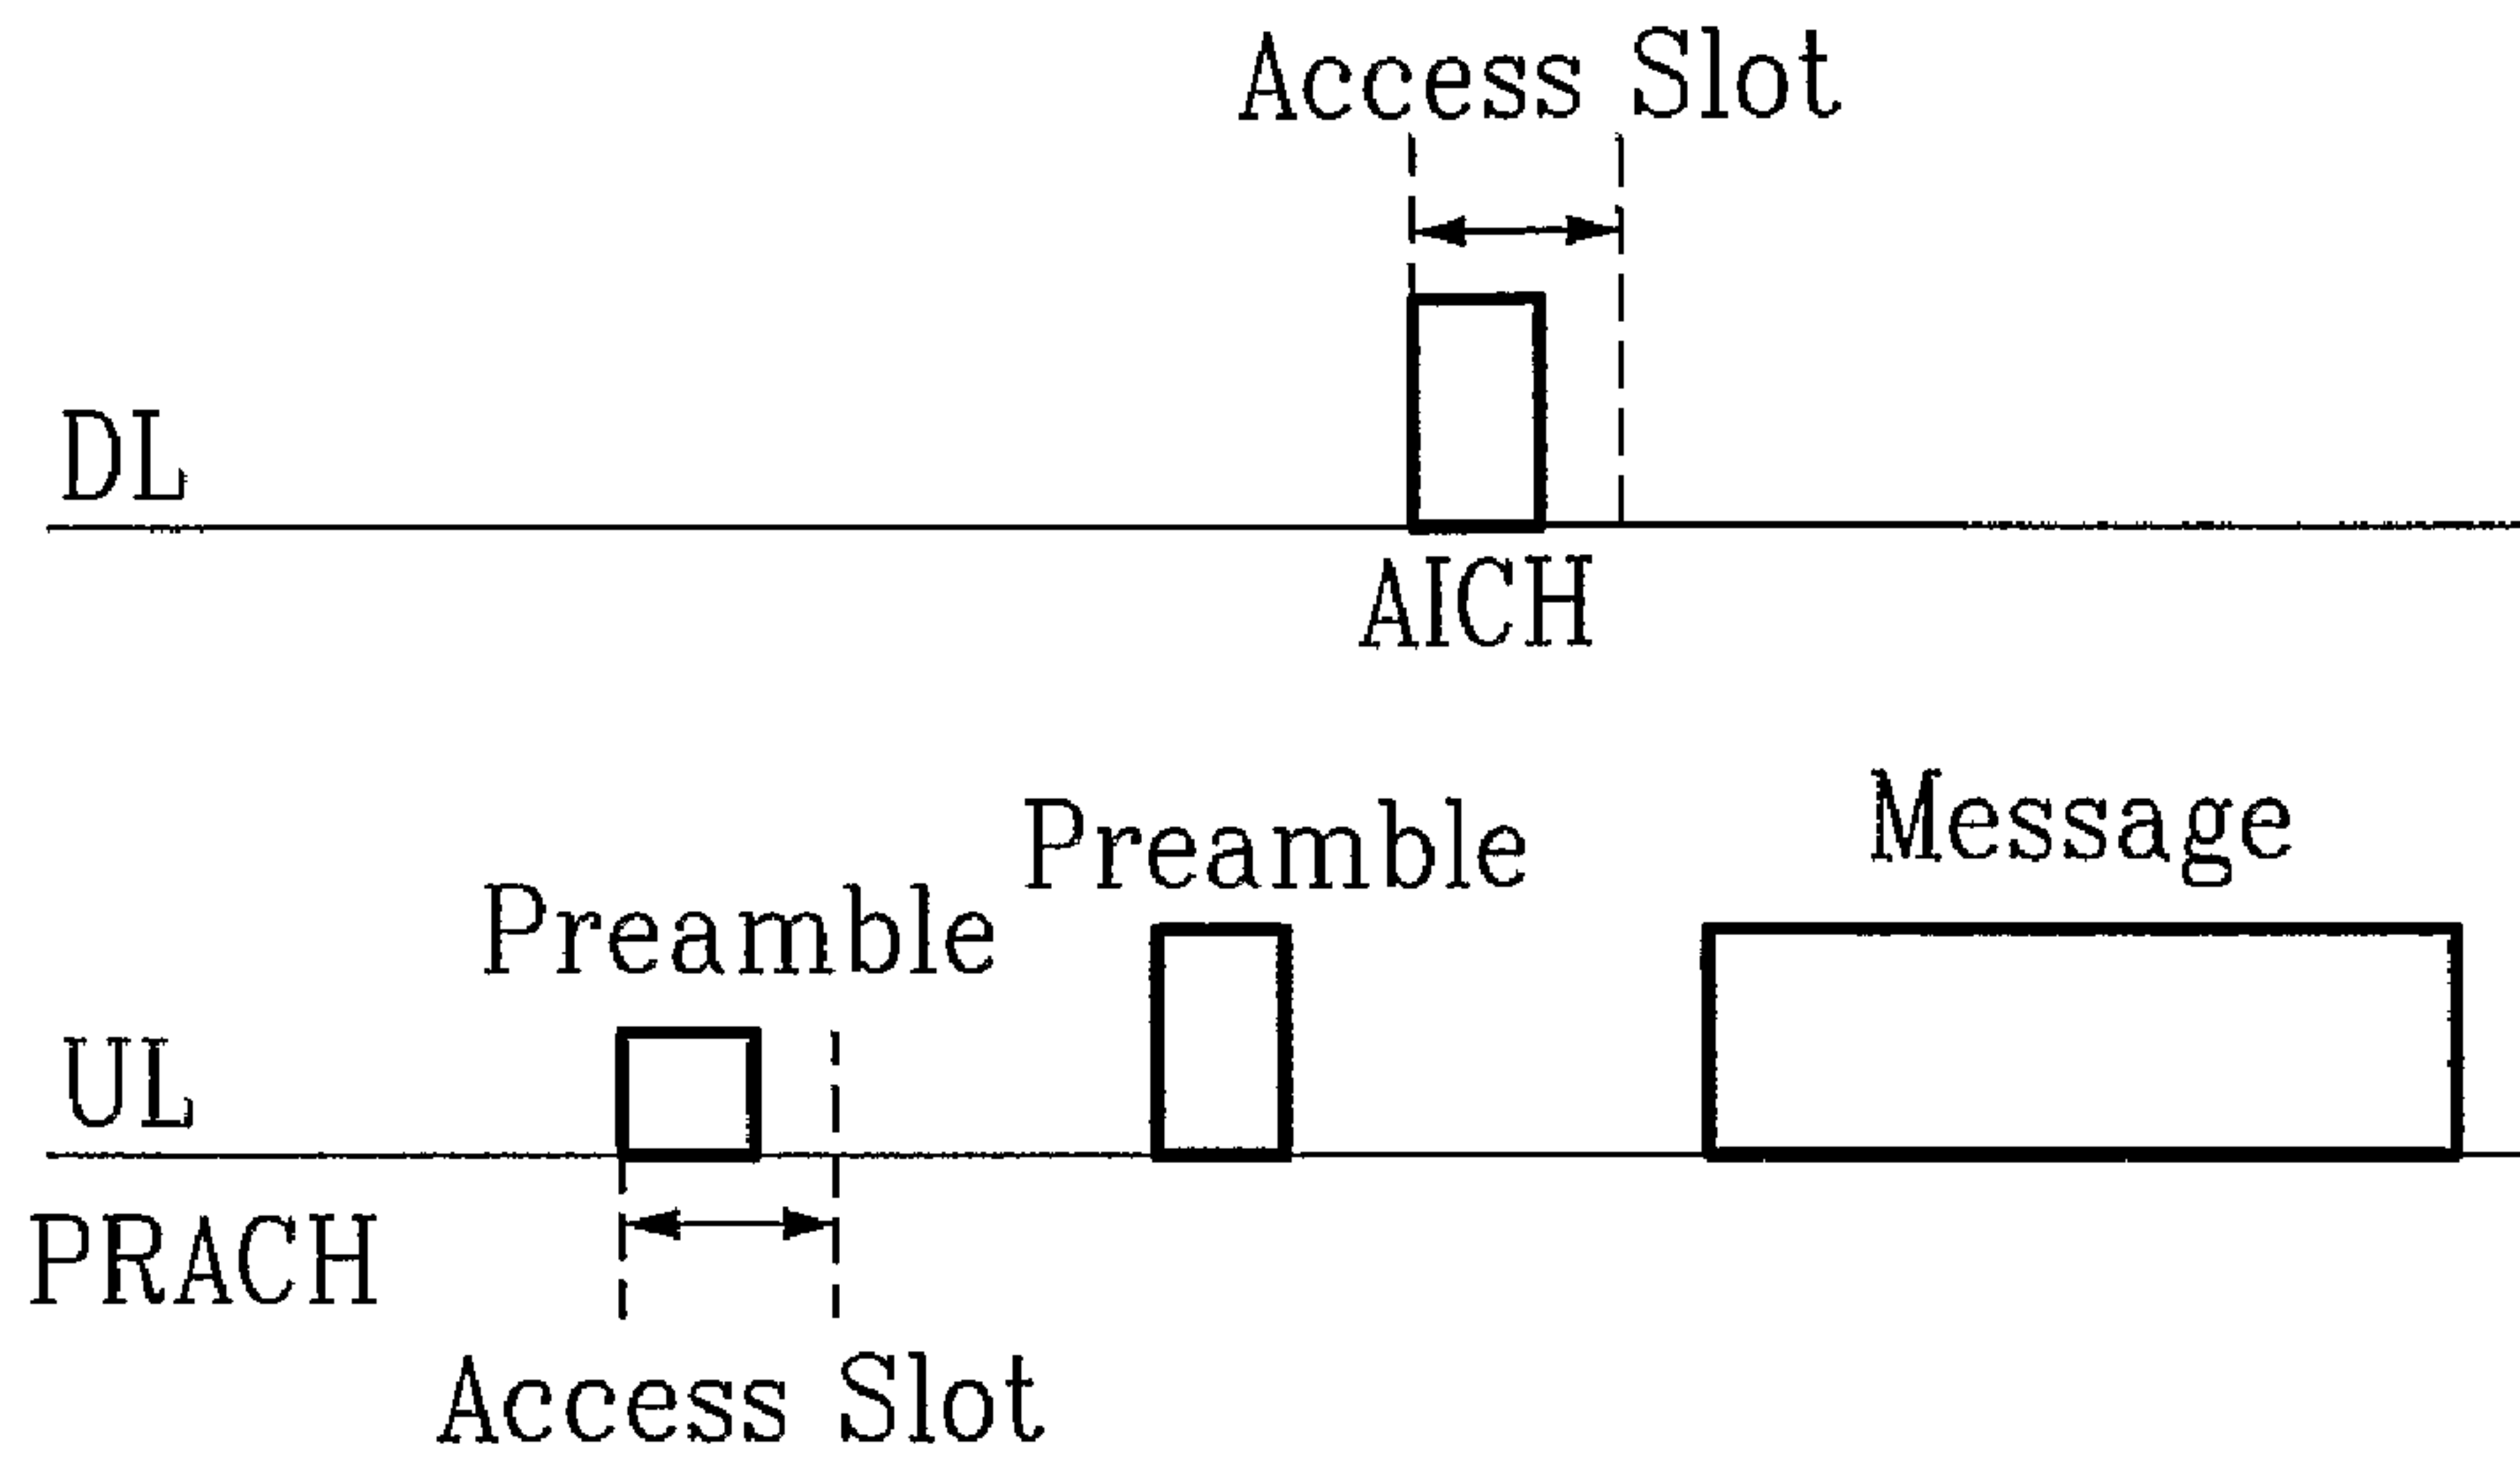 Access Slot
DL
AICH
Message
Preamble
Preamble
UL
PRACH
Access Slot